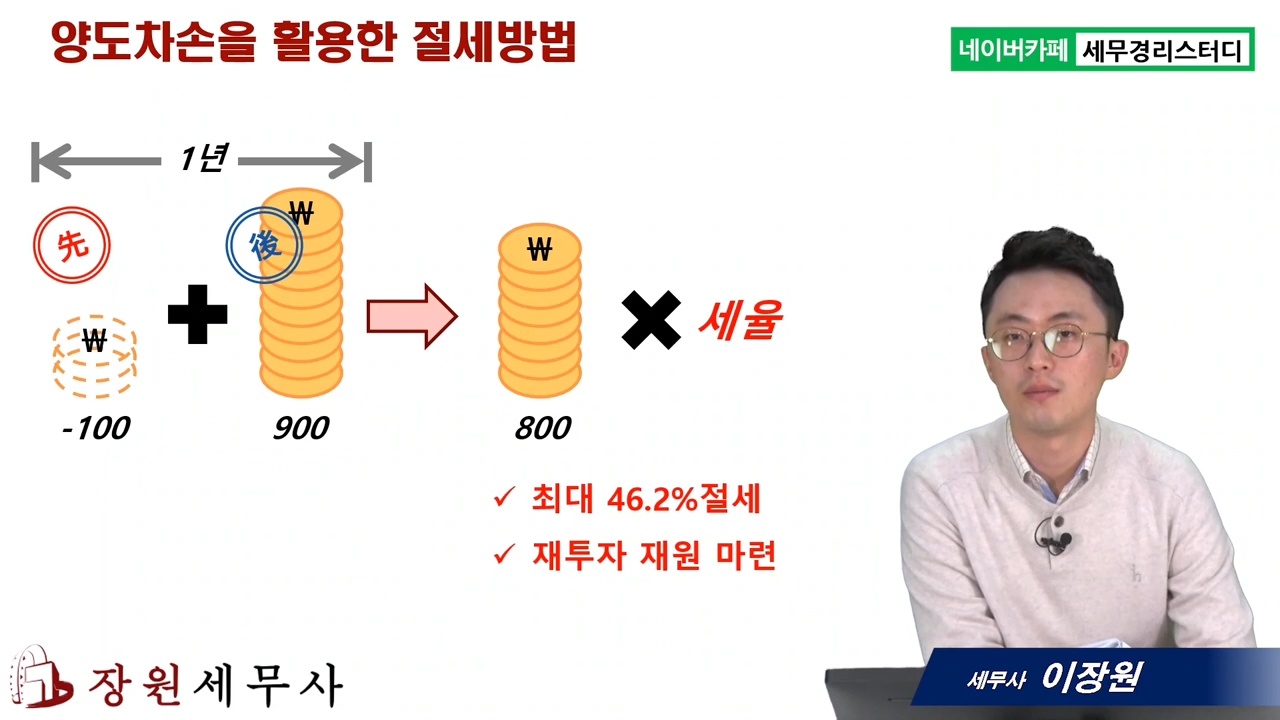 양도차손을 활용한 절세방법
네이버카페 세무경리스터디
1년
先
後
₩
₩
₩
-100
900
800
세율
✓ 최대 46.2%절세
✓ 재투자 재원 마련
장원세무사
세무사 이장원